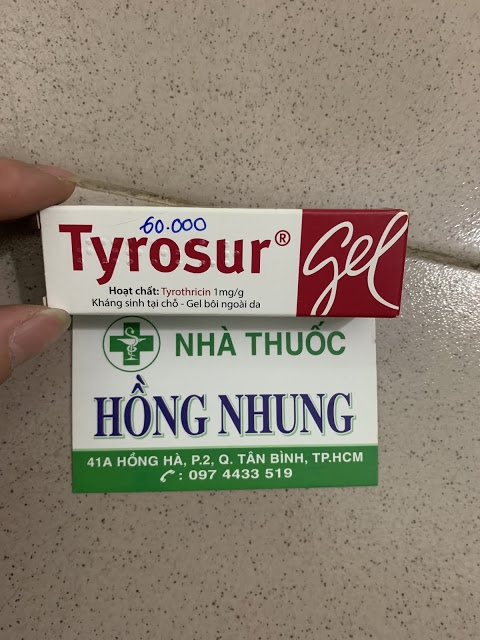 60.000
Tyrosur® gel
Hoạt chất: Tyrothricin 1mg/g
Kháng sinh tại chỗ - Gel bôi ngoài da
NHÀ THUỐC
HỒNG NHUNG
41A HỒNG HÀ, P.2, Q. TÂN BÌNH, TP.HCM
: 097 4433 519